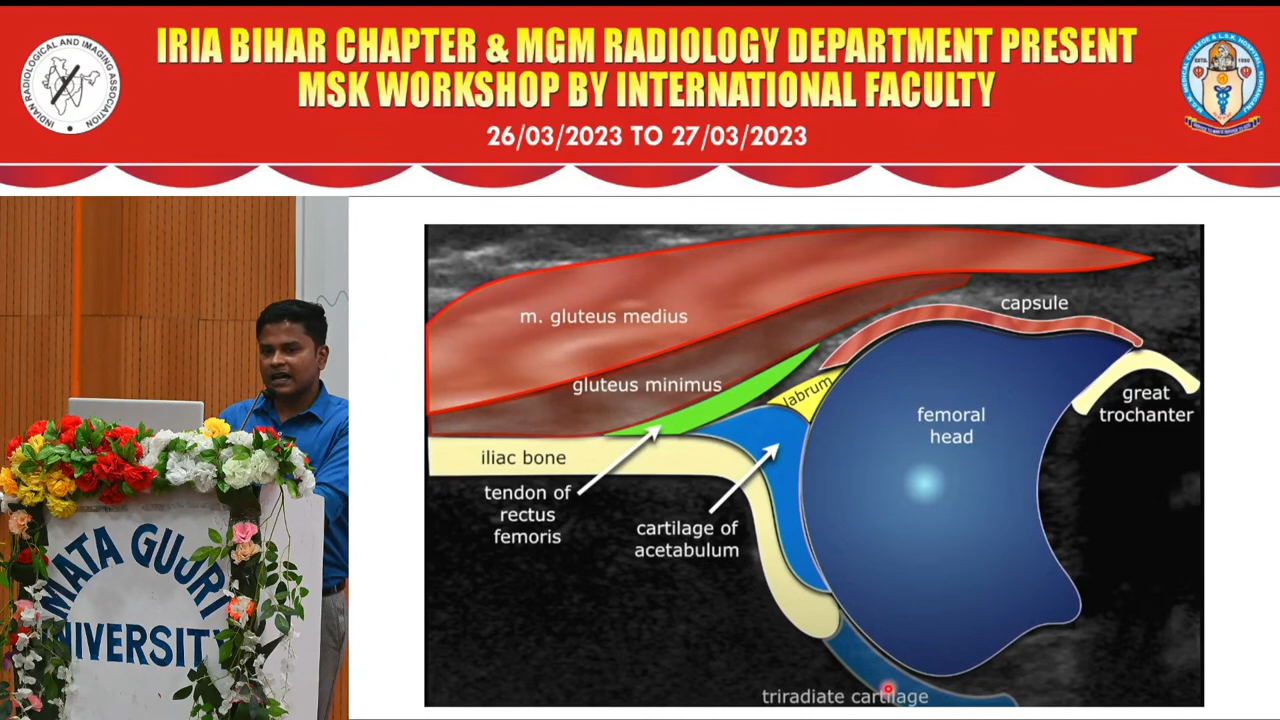 IRIA BIHAR CHAPTER & MGM RADIOLOGY DEPARTMENT PRESENT
MSK WORKSHOP BY INTERNATIONAL FACULTY
26/03/2023 TO 27/03/2023
INDIAN RADIOLOGICAL AND IMAGING ASSOCIATION
ESTD. 1990
MATA GUJRI
UNIVERSITY
m. gluteus medius
capsule
gluteus minimus
labrum
great
trochanter
femoral
head
iliac bone
tendon of
rectus
femoris
cartilage of
acetabulum
triradiate cartilage